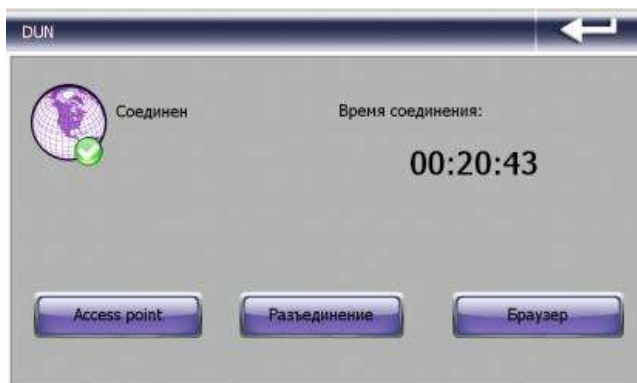 DUN
Соединен
Время соединения:
00:20:43
Access point
Разъединение
Браузер